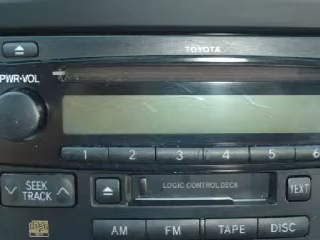 TOYOTA
PWR•VOL
1 2 3 4 5 6
SEEK
TRACK
LOGIC CONTROL DECK
TEXT
AM FM TAPE DISC